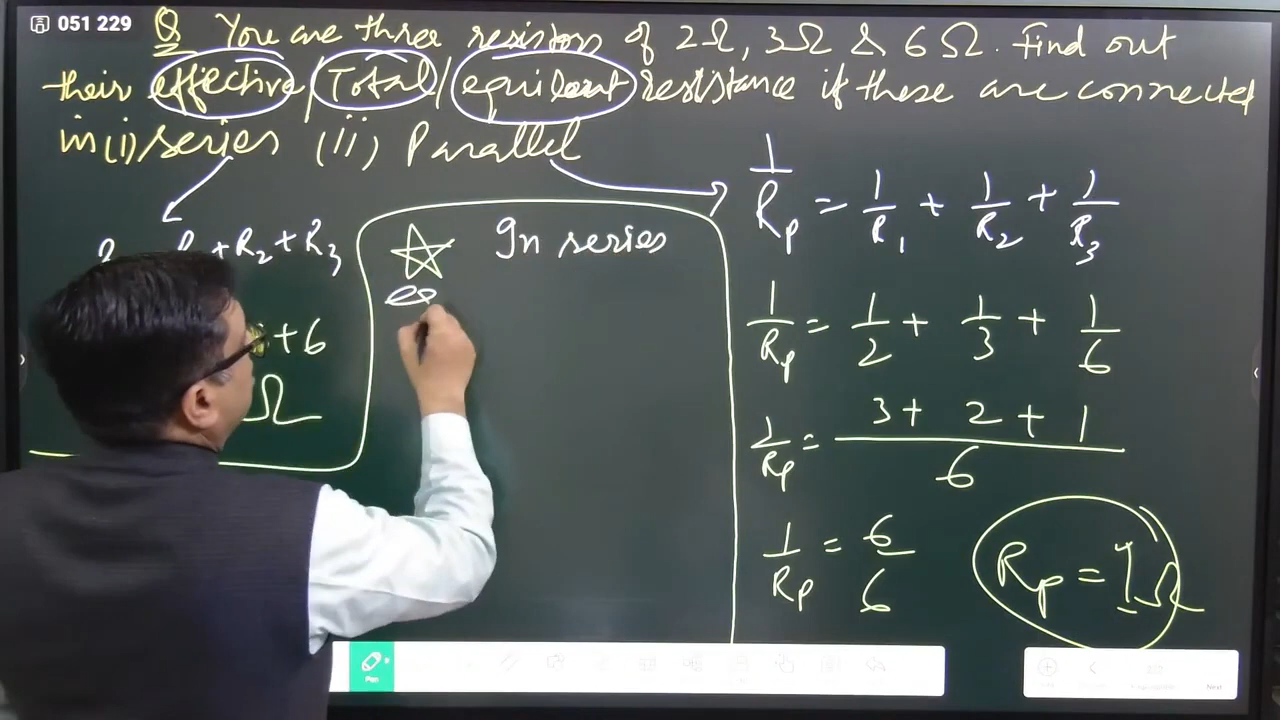 051 229
Q You are three resistors of 2Ω, 3Ω & 6Ω. Find out
their effective / Total / equilent resistance if these are connected
in (i) series (ii) Parallel
+ R2 + R3
+ 6
Ω
In series
1/Rp = 1/R1 + 1/R2 + 1/R3
1/Rp = 1/2 + 1/3 + 1/6
1/Rp = 3 + 2 + 1 / 6
1/Rp = 6/6
Rp = 1Ω
Pen
Next